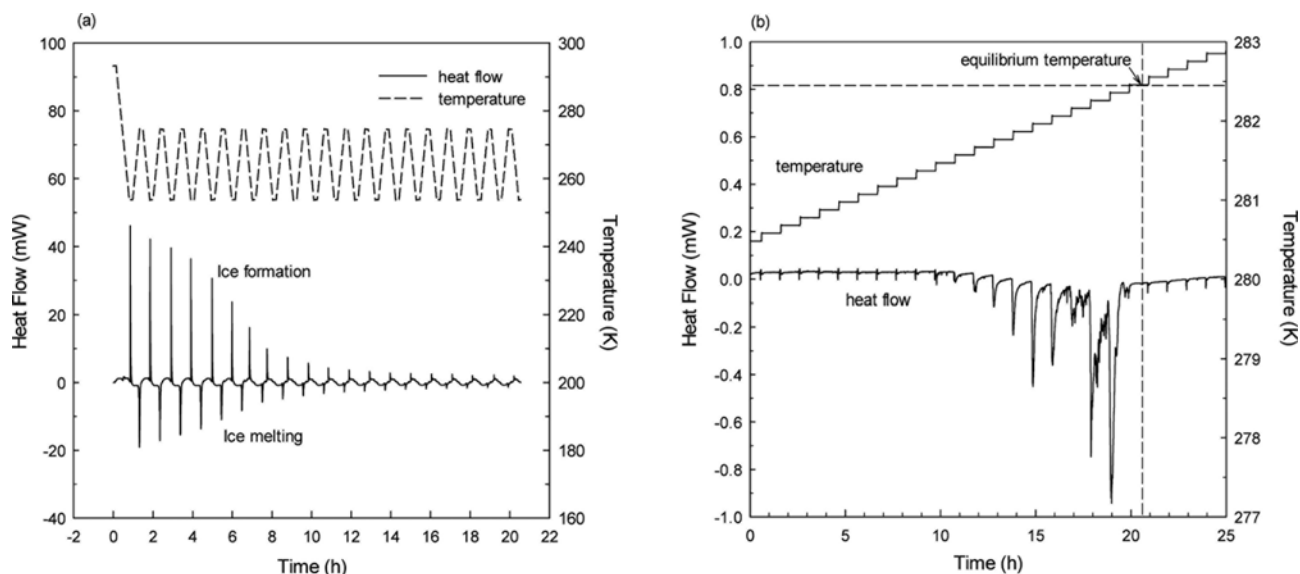 (a)
100
80
60
40
20
0
-20
-40
Heat Flow (mW)
heat flow
temperature
Ice formation
Ice melting
300
280
260
240
220
200
180
160
Temperature (K)
-2 0 2 4 6 8 10 12 14 16 18 20 22
Time (h)
(b)
1.0
0.8
0.6
0.4
0.2
0.0
-0.2
-0.4
-0.6
-0.8
-1.0
Heat Flow (mW)
equilibrium temperature
temperature
heat flow
283
282
281
280
279
278
277
Temperature (K)
0 5 10 15 20 25
Time (h)